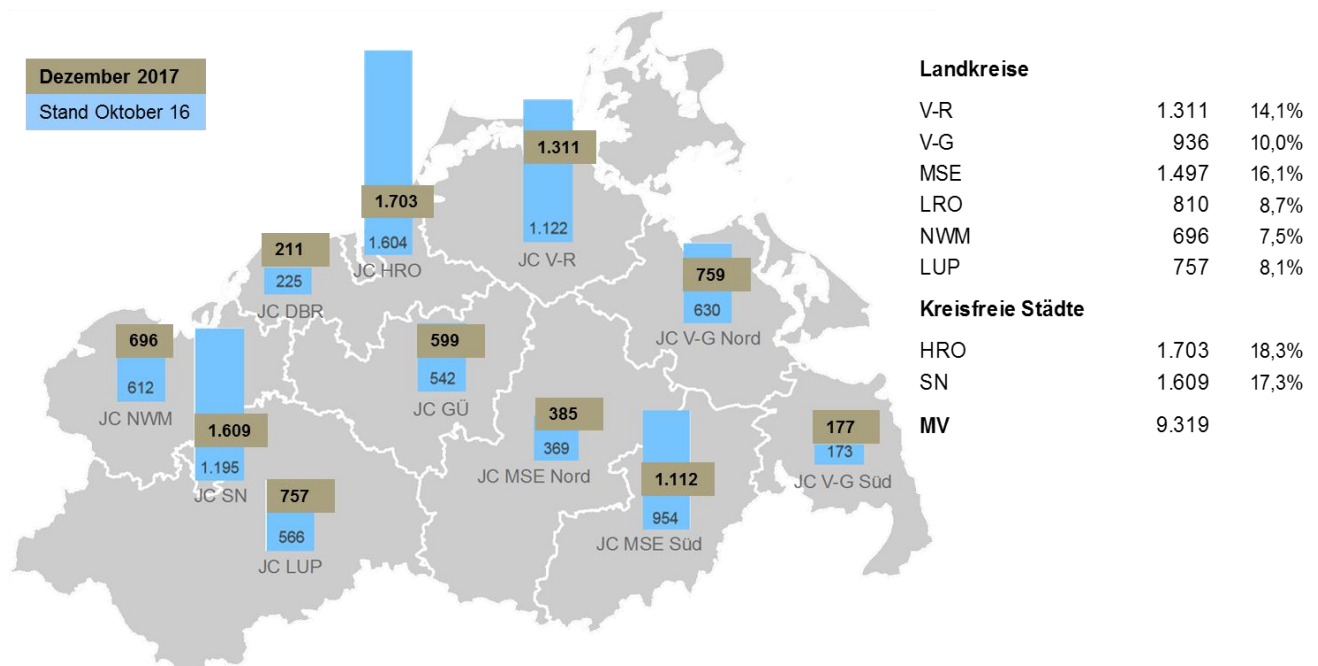 Dezember 2017
Stand Oktober 16
1.703
1.604
JC HRO
1.311
1.122
JC V-R
211
225
JC DBR
759
630
JC V-G Nord
696
612
JC NWM
599
542
JC GÜ
1.609
1.195
JC SN
385
369
JC MSE Nord
177
173
JC V-G Süd
757
566
JC LUP
1.112
954
JC MSE Süd
Landkreise
V-R 1.311 14,1%
V-G 936 10,0%
MSE 1.497 16,1%
LRO 810 8,7%
NWM 696 7,5%
LUP 757 8,1%
Kreisfreie Städte
HRO 1.703 18,3%
SN 1.609 17,3%
MV 9.319